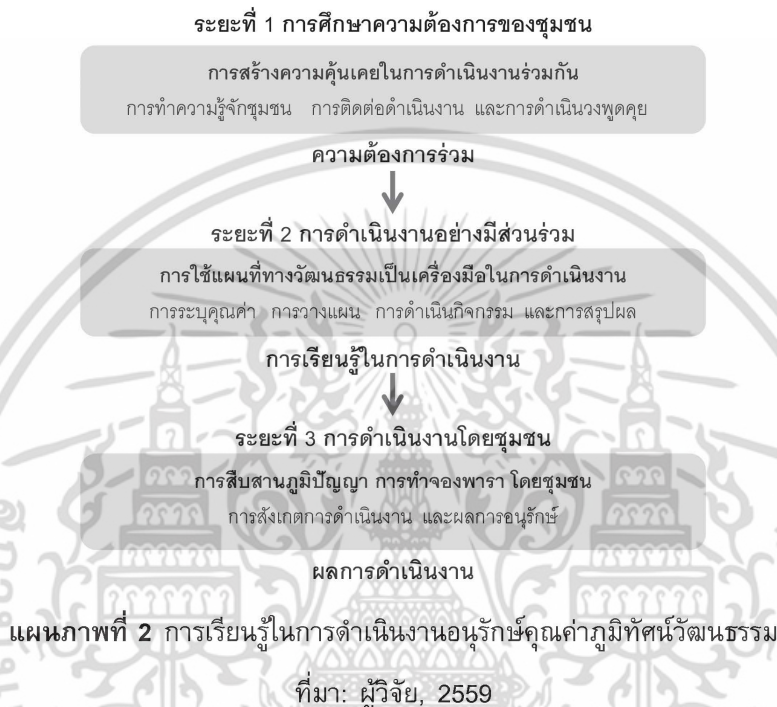 ระยะที่ 1 การศึกษาความต้องการของชุมชน
การสร้างความคุ้นเคยในการดำเนินงานร่วมกัน
การทำความรู้จักชุมชน การติดต่อดำเนินงาน และการดำเนินวงพูดคุย
ความต้องการร่วม
ระยะที่ 2 การดำเนินงานอย่างมีส่วนร่วม
การใช้แผนที่ทางวัฒนธรรมเป็นเครื่องมือในการดำเนินงาน
การระบุคุณค่า การวางแผน การดำเนินกิจกรรม และการสรุปผล
การเรียนรู้ในการดำเนินงาน
ระยะที่ 3 การดำเนินงานโดยชุมชน
การสืบสานภูมิปัญญา การทำจองพารา โดยชุมชน
การสังเกตการดำเนินงาน และผลการอนุรักษ์
ผลการดำเนินงาน
แผนภาพที่ 2 การเรียนรู้ในการดำเนินงานอนุรักษ์คุณค่าภูมิทัศน์วัฒนธรรม
ที่มา: ผู้วิจัย, 2559